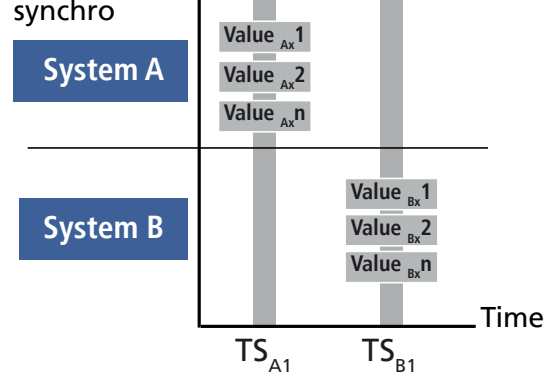 synchro
System A
Value Ax1
Value Ax2
Value Axn
System B
Value Bx1
Value Bx2
Value Bxn
Time
TSA1
TSB1